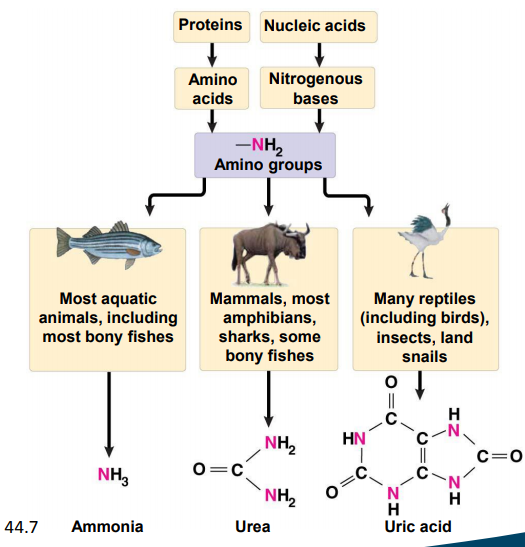 Proteins
Nucleic acids
Amino
acids
Nitrogenous
bases
—NH₂
Amino groups
Most aquatic
animals, including
most bony fishes
Mammals, most
amphibians,
sharks, some
bony fishes
Many reptiles
(including birds),
insects, land
snails
NH₃
O=C
NH₂
NH₂
O
C
HN
C
H
N
C=O
C
O
C
N
H
N
H
44.7
Ammonia
Urea
Uric acid